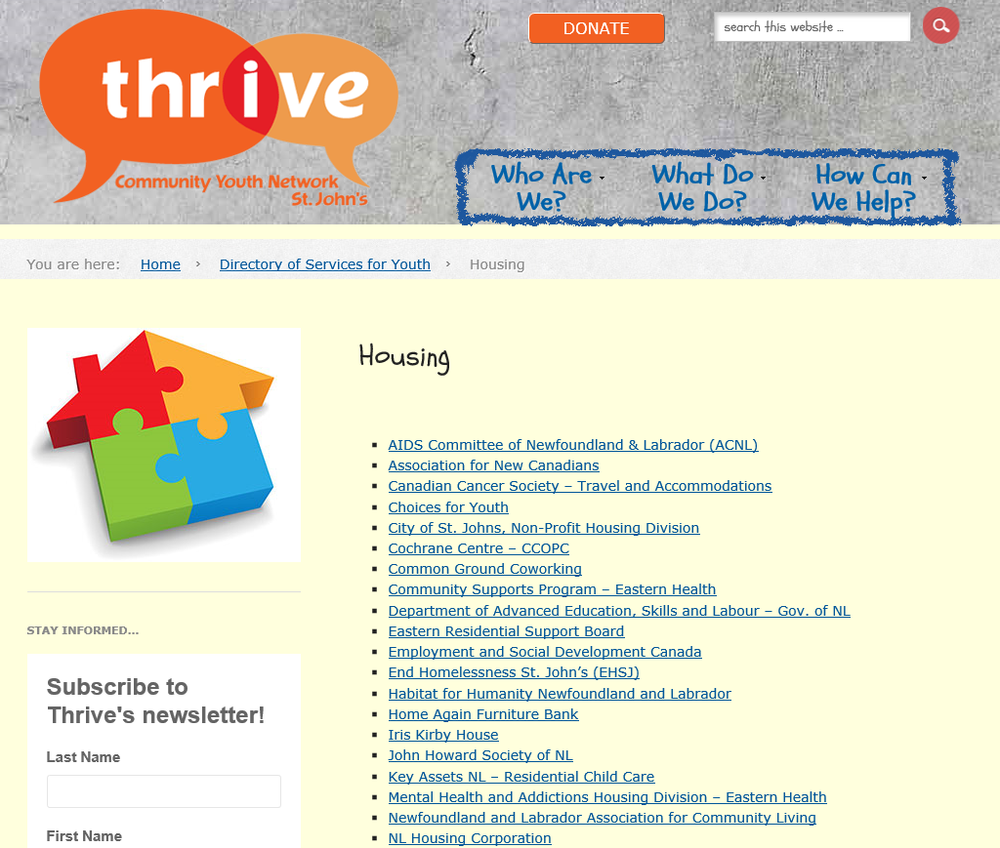 thrive
Community Youth Network
St. John's
DONATE
search this website ...
Who Are
We?
What Do
We Do?
How Can
We Help?
You are here: Home › Directory of Services for Youth › Housing
Housing
AIDS Committee of Newfoundland & Labrador (ACNL)
Association for New Canadians
Canadian Cancer Society – Travel and Accommodations
Choices for Youth
City of St. Johns, Non-Profit Housing Division
Cochrane Centre – CCOPC
Common Ground Coworking
Community Supports Program – Eastern Health
Department of Advanced Education, Skills and Labour – Gov. of NL
Eastern Residential Support Board
Employment and Social Development Canada
End Homelessness St. John’s (EHSJ)
Habitat for Humanity Newfoundland and Labrador
Home Again Furniture Bank
Iris Kirby House
John Howard Society of NL
Key Assets NL – Residential Child Care
Mental Health and Addictions Housing Division – Eastern Health
Newfoundland and Labrador Association for Community Living
NL Housing Corporation
STAY INFORMED...
Subscribe to
Thrive's newsletter!
Last Name
First Name